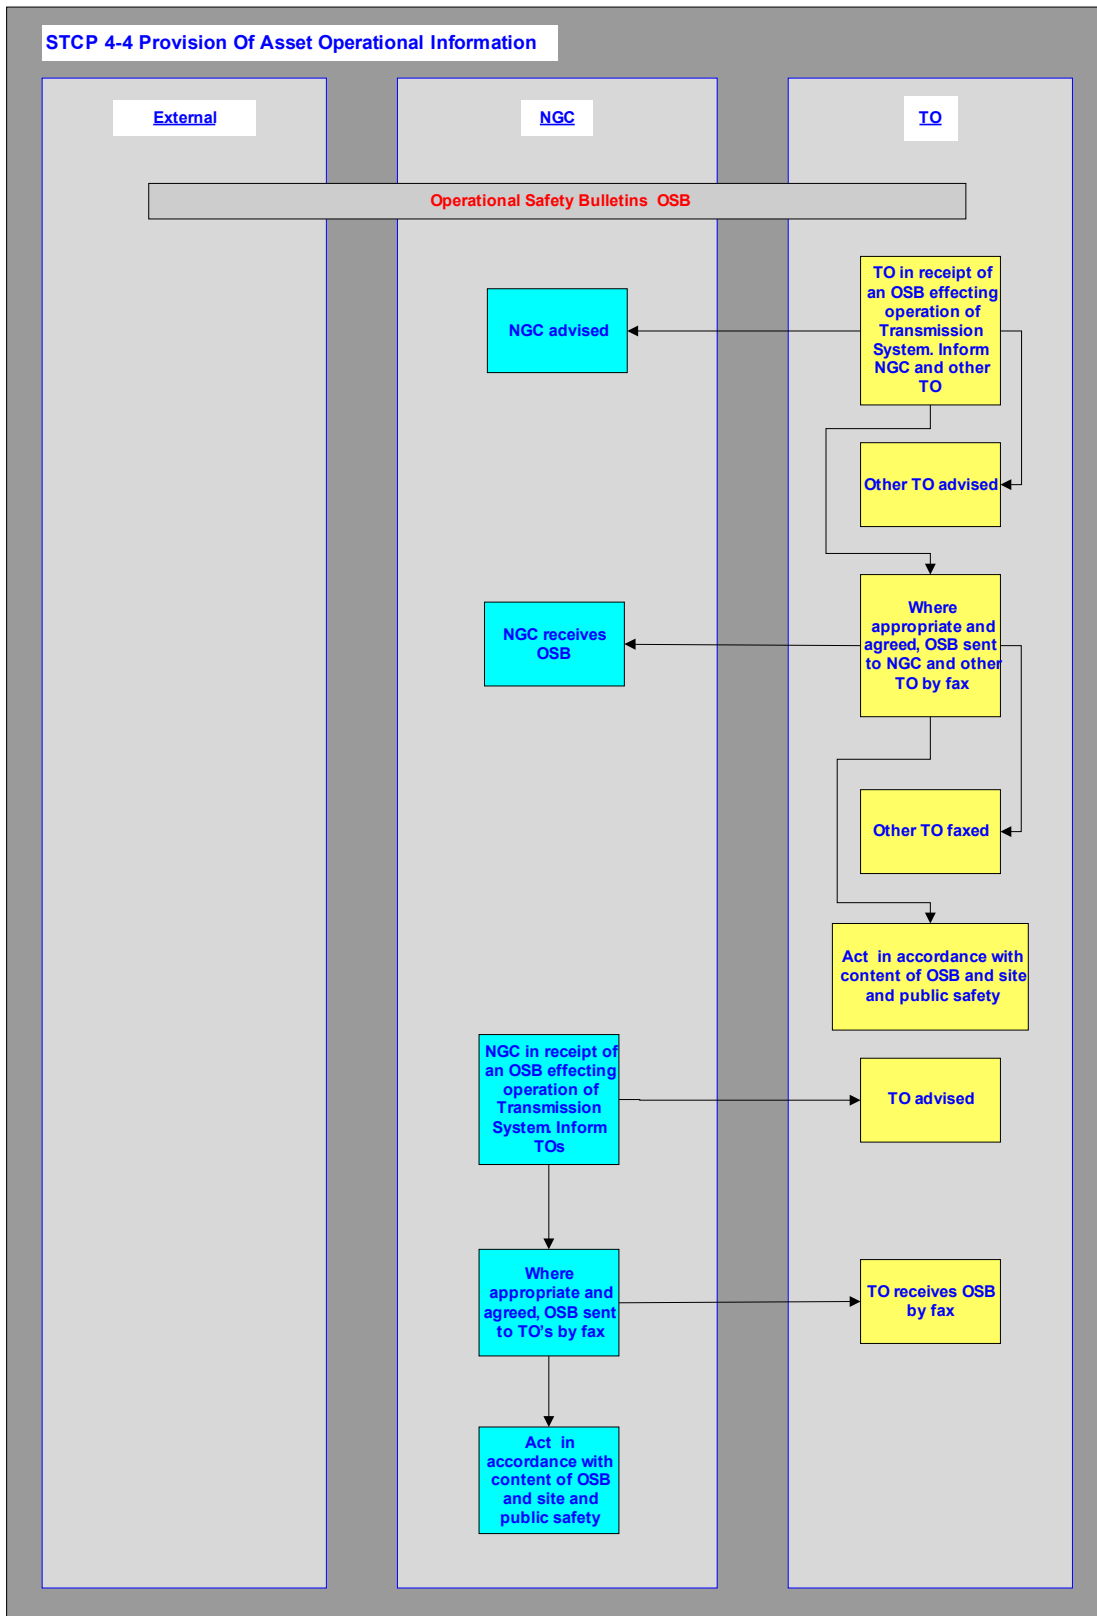 STCP 4-4 Provision Of Asset Operational Information
External
NGC
TO
Operational Safety Bulletins OSB
TO in receipt of
an OSB effecting
operation of
Transmission
System. Inform
NGC and other
TO
NGC advised
Other TO advised
Where
appropriate and
agreed, OSB sent
to NGC and other
TO by fax
NGC receives
OSB
Other TO faxed
Act in accordance with
content of OSB and site
and public safety
NGC in receipt of
an OSB effecting
operation of
Transmission
System. Inform
TOs
TO advised
Where
appropriate and
agreed, OSB sent
to TO's by fax
TO receives OSB
by fax
Act in
accordance with
content of OSB
and site and
public safety